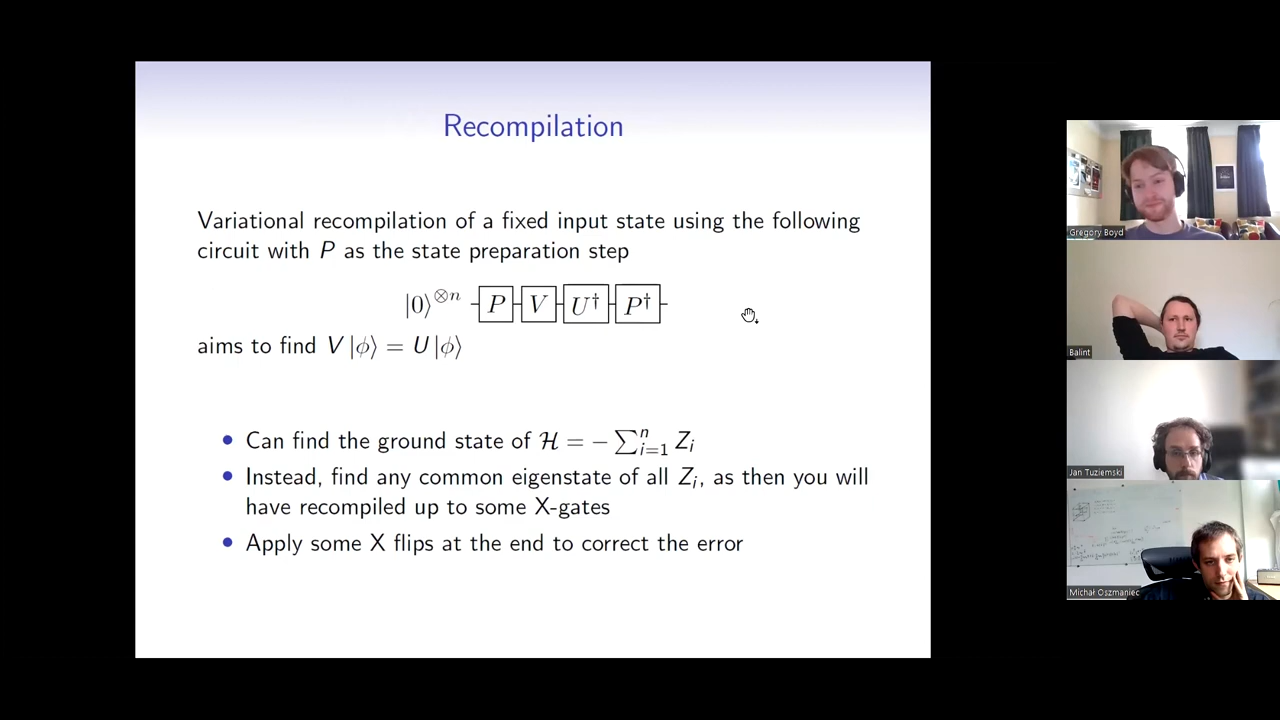 Recompilation
Variational recompilation of a fixed input state using the following
circuit with P as the state preparation step
|0⟩⊗n P V U† P†
aims to find V|ϕ⟩ = U|ϕ⟩
• Can find the ground state of ℋ = − ∑ⁿᵢ₌₁ Zᵢ
• Instead, find any common eigenstate of all Zᵢ, as then you will
have recompiled up to some X-gates
• Apply some X flips at the end to correct the error
Gregory Boyd
Balint
Jan Tuziemski
Michał Oszmaniec